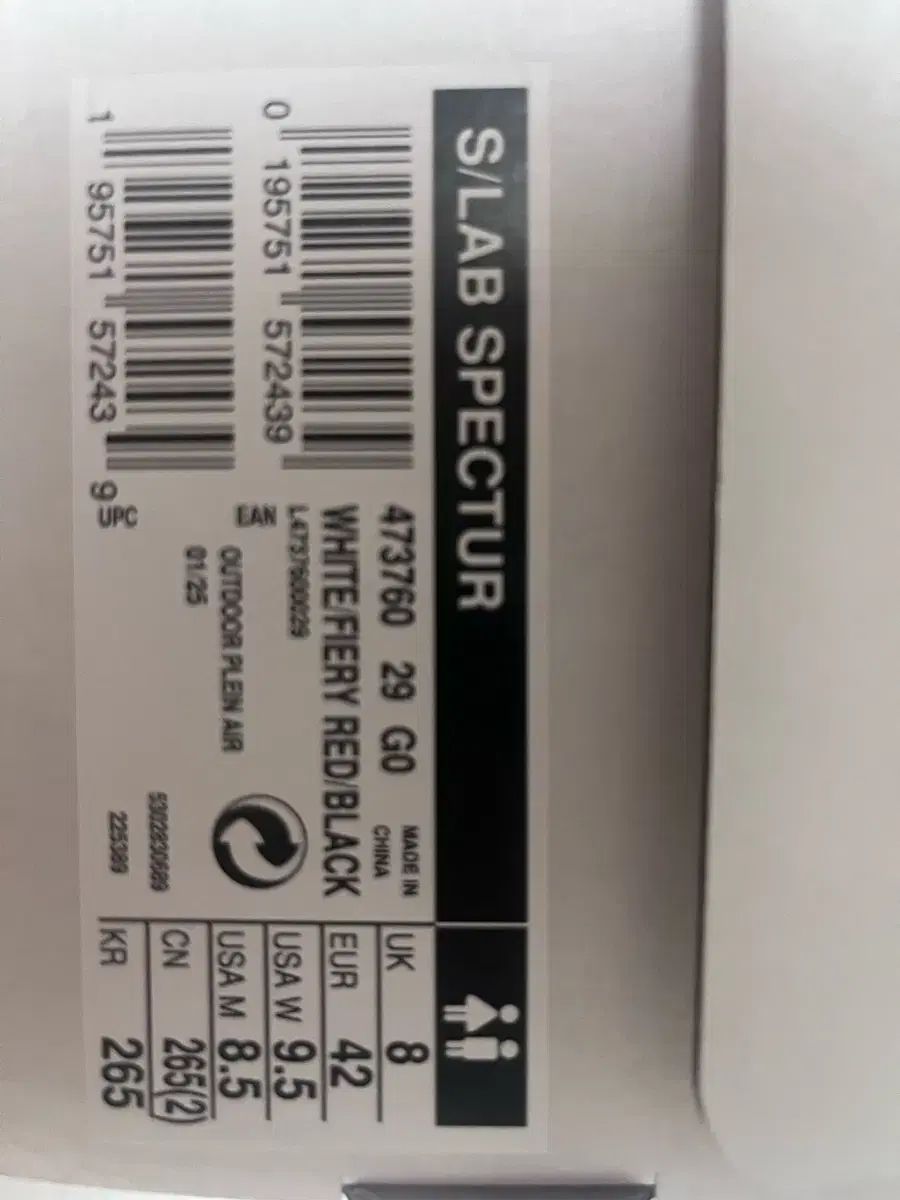 S/LAB SPECTUR
0 195751 572439
EAN
1 95751 57243 9
UPC
473760 29 G0
MADE IN
CHINA
WHITE/FIERY RED/BLACK
L4737600029
OUTDOOR PLEIN AIR
01/25
225389
UK 8
EUR 42
USA W 9.5
USA M 8.5
CN 265(2)
KR 265